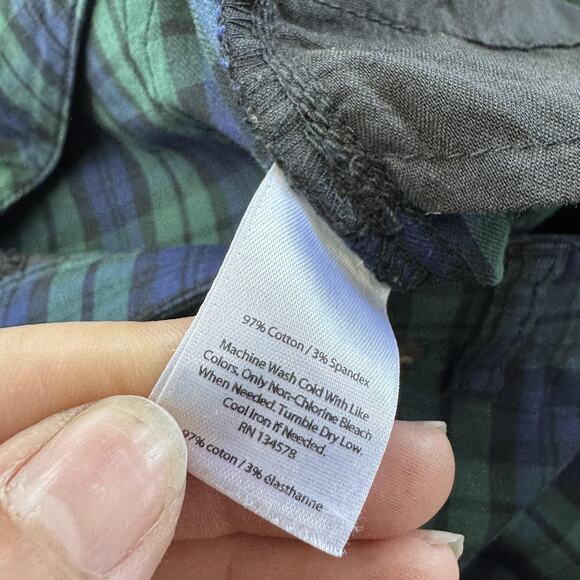 97% Cotton / 3% Spandex
Machine Wash Cold With Like
Colors. Only Non-Chlorine Bleach
When Needed. Tumble Dry Low.
Cool Iron If Needed.
RN 134578
97% coton / 3% élasthanne